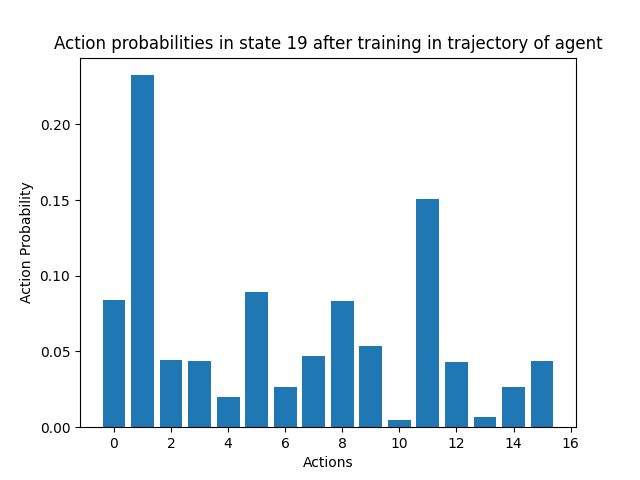 Action probabilities in state 19 after training in trajectory of agent
Action Probability
0.20
0.15
0.10
0.05
0.00
0 2 4 6 8 10 12 14 16
Actions